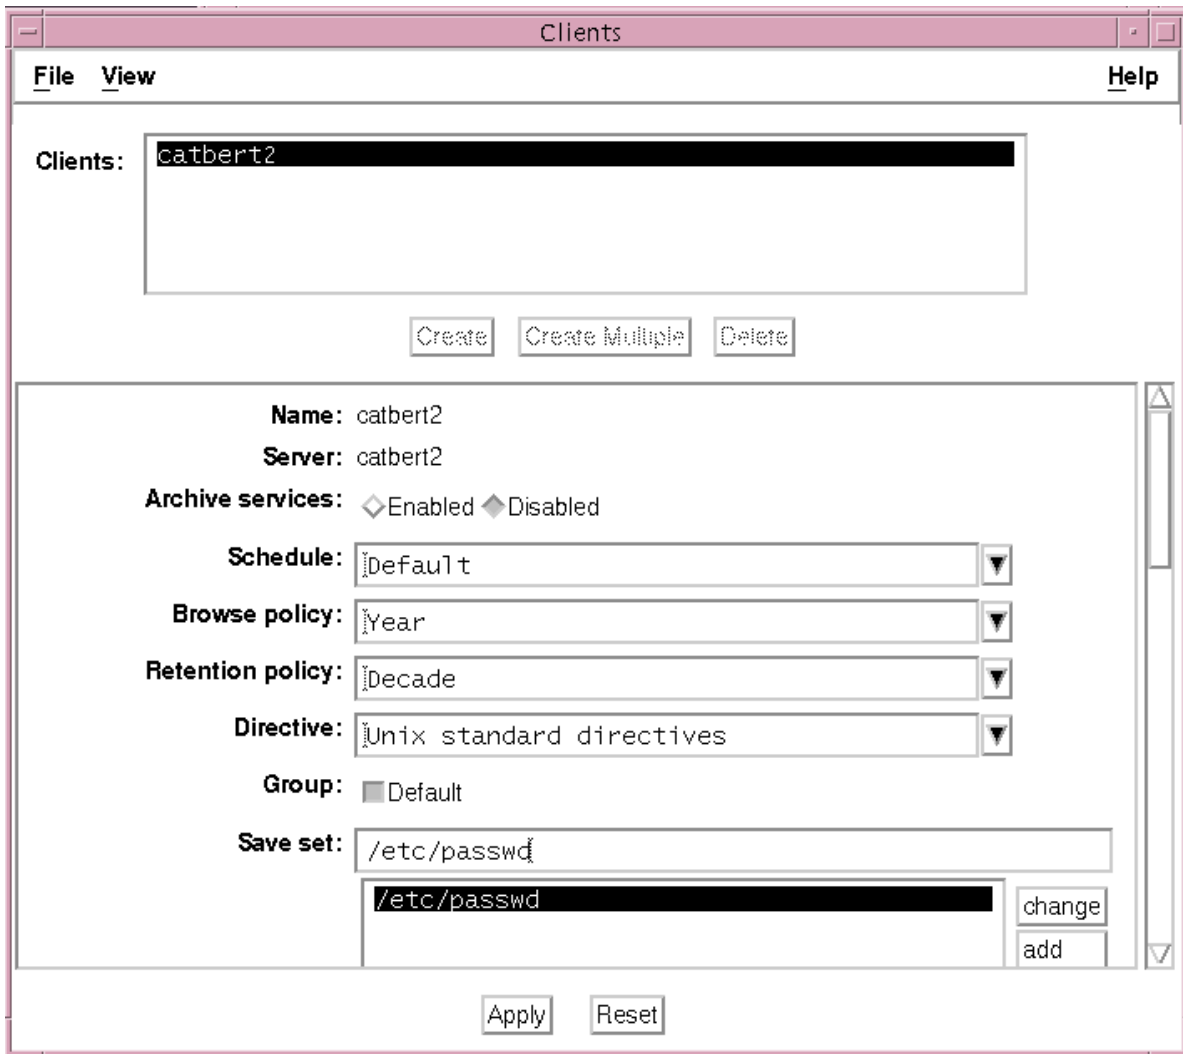 Clients
File View Help
Clients: catbert2
Create Create Multiple Delete
Name: catbert2
Server: catbert2
Archive services: Enabled Disabled
Schedule: Default
Browse policy: Year
Retention policy: Decade
Directive: Unix standard directives
Group: Default
Save set: /etc/passwd
/etc/passwd change
add
Apply Reset